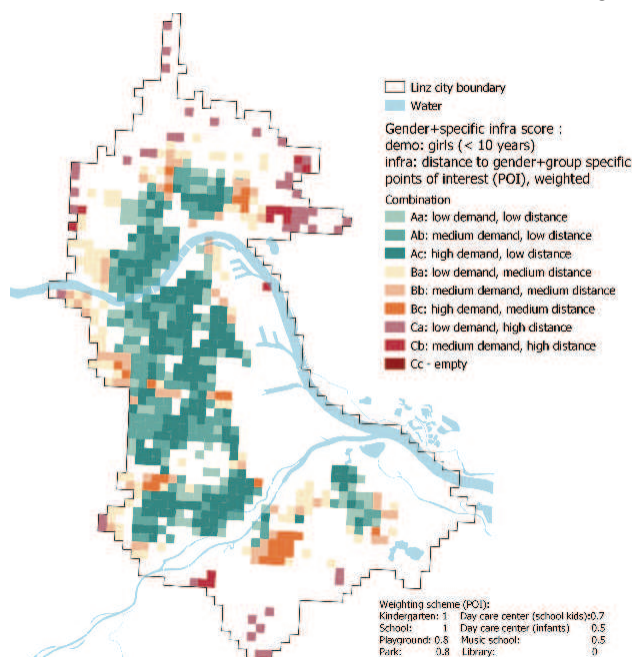 Linz city boundary
Water
Gender+specific infra score :
demo: girls (< 10 years)
infra: distance to gender+group specific
points of interest (POI), weighted
Combination
Aa: low demand, low distance
Ab: medium demand, low distance
Ac: high demand, low distance
Ba: low demand, medium distance
Bb: medium demand, medium distance
Bc: high demand, medium distance
Ca: low demand, high distance
Cb: medium demand, high distance
Cc - empty
Weighting scheme (POI):
Kindergarten: 1 Day care center (school kids):0.7
School: 1 Day care center (infants) 0.5
Playground: 0.8 Music school: 0.5
Park: 0.8 Library: 0